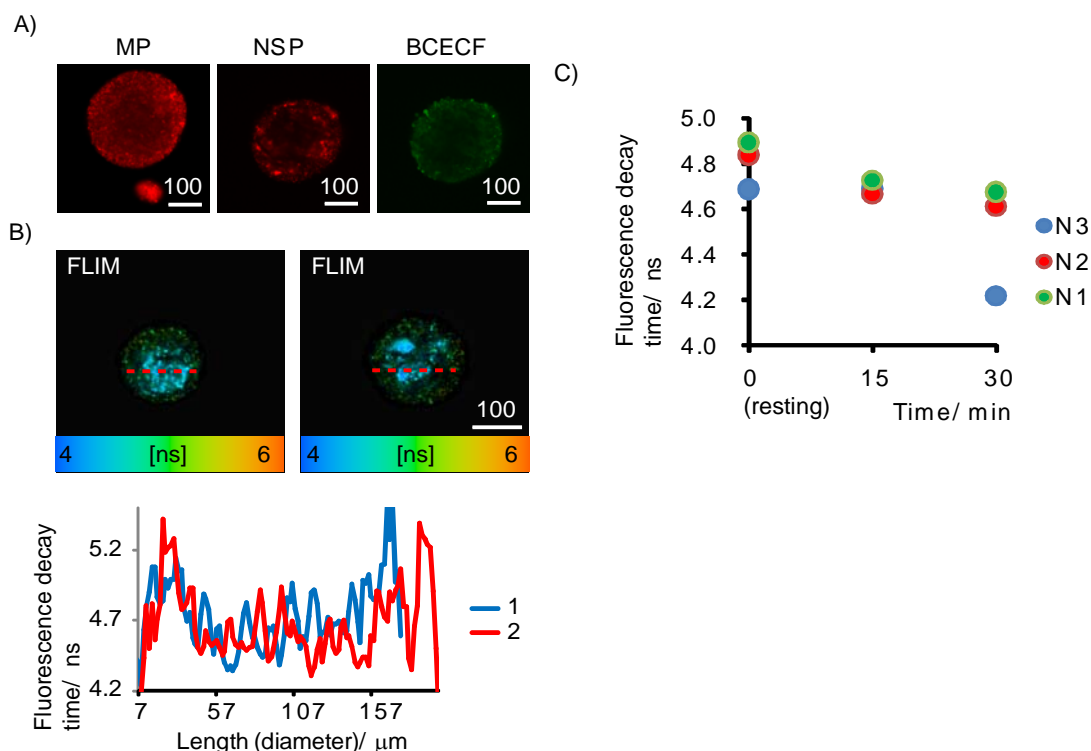 A)
MP NSP BCECF
100 100 100
B)
FLIM FLIM
100
4 [ns] 6 4 [ns] 6
Fluorescence decay
time/ ns
5.2
4.7
4.2
7 57 107 157
Length (diameter)/ μm
1
2
C)
Fluorescence decay
time/ ns
5.0
4.8
4.6
4.4
4.2
4.0
0 15 30
(resting) Time/ min
N3
N2
N1